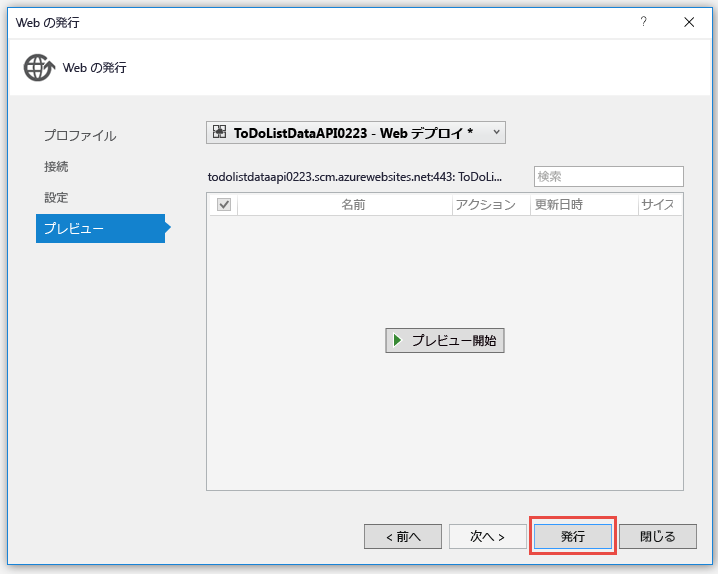 Web の発行
?
Web の発行
プロファイル
接続
設定
プレビュー
ToDoListDataAPI0223 - Web デプロイ *
todolistdataapi0223.scm.azurewebsites.net:443: ToDoLi...
検索
名前 アクション 更新日時 サイズ
プレビュー開始
< 前へ 次へ > 発行 閉じる